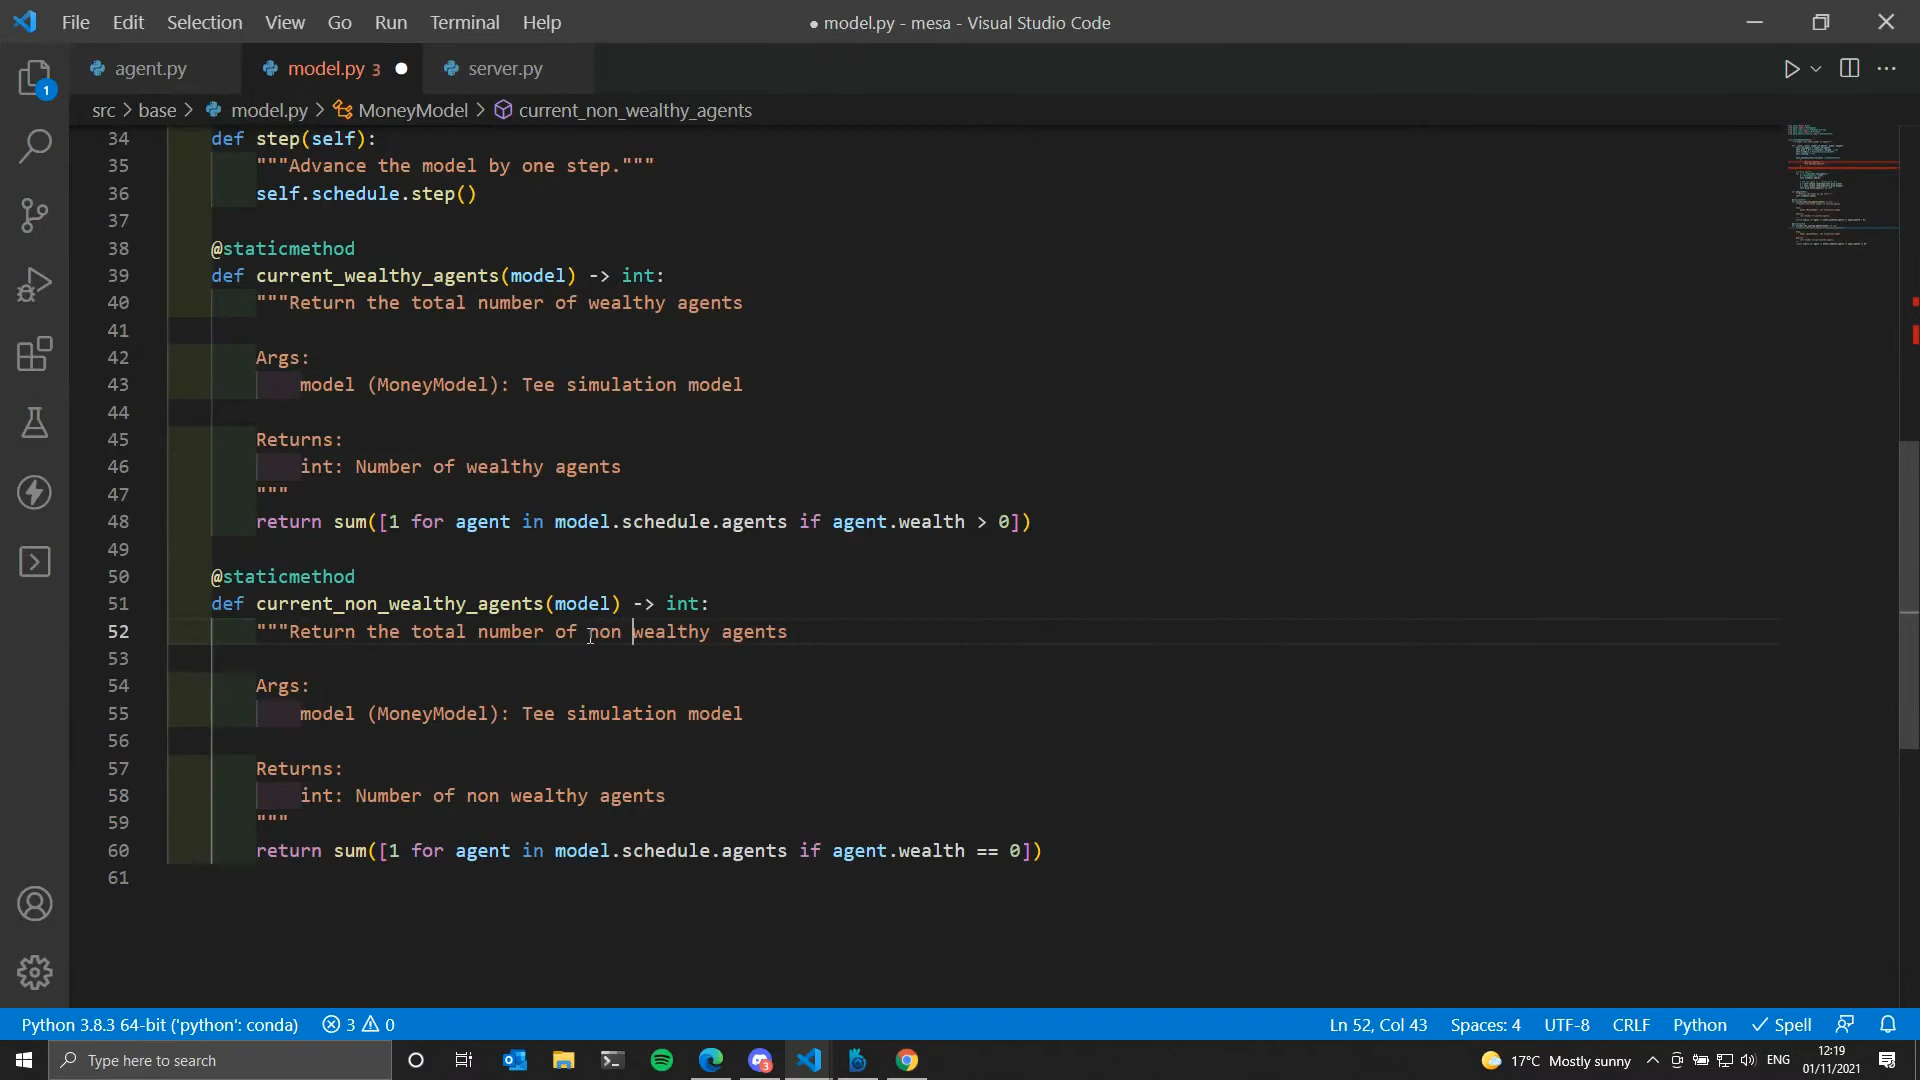 File Edit Selection View Go Run Terminal Help
● model.py - mesa - Visual Studio Code
agent.py
model.py 3
server.py
src > base > model.py > MoneyModel > current_non_wealthy_agents
34 def step(self):
35 """Advance the model by one step."""
36 self.schedule.step()
37
38 @staticmethod
39 def current_wealthy_agents(model) -> int:
40 """Return the total number of wealthy agents
41
42 Args:
43 model (MoneyModel): Tee simulation model
44
45 Returns:
46 int: Number of wealthy agents
47 """
48 return sum([1 for agent in model.schedule.agents if agent.wealth > 0])
49
50 @staticmethod
51 def current_non_wealthy_agents(model) -> int:
52 """Return the total number of non wealthy agents
53
54 Args:
55 model (MoneyModel): Tee simulation model
56
57 Returns:
58 int: Number of non wealthy agents
59 """
60 return sum([1 for agent in model.schedule.agents if agent.wealth == 0])
61
1
Python 3.8.3 64-bit ('python': conda) 3 0 Ln 52, Col 43 Spaces: 4 UTF-8 CRLF Python Spell
Type here to search
3
17°C Mostly sunny
ENG
12:19
01/11/2021